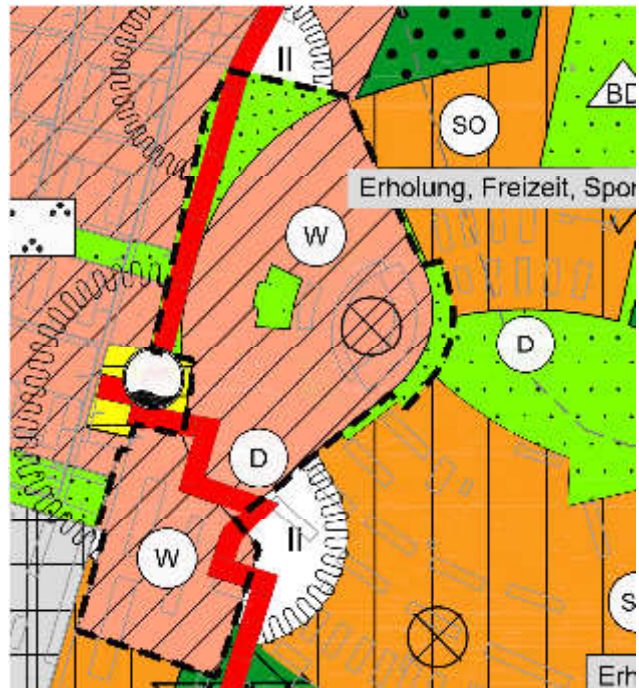 II
BD
SO
Erholung, Freizeit, Spor
W
D
D
II
W
S
Erh